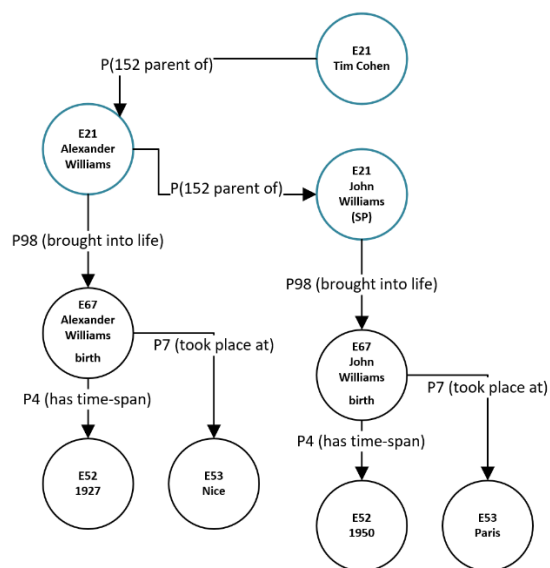 E21
Tim Cohen
P(152 parent of)
E21
Alexander
Williams
P(152 parent of)
E21
John
Williams
(SP)
P98 (brought into life)
P98 (brought into life)
E67
Alexander
Williams
birth
P7 (took place at)
E67
John
Williams
birth
P7 (took place at)
P4 (has time-span)
P4 (has time-span)
E52
1927
E53
Nice
E52
1950
E53
Paris